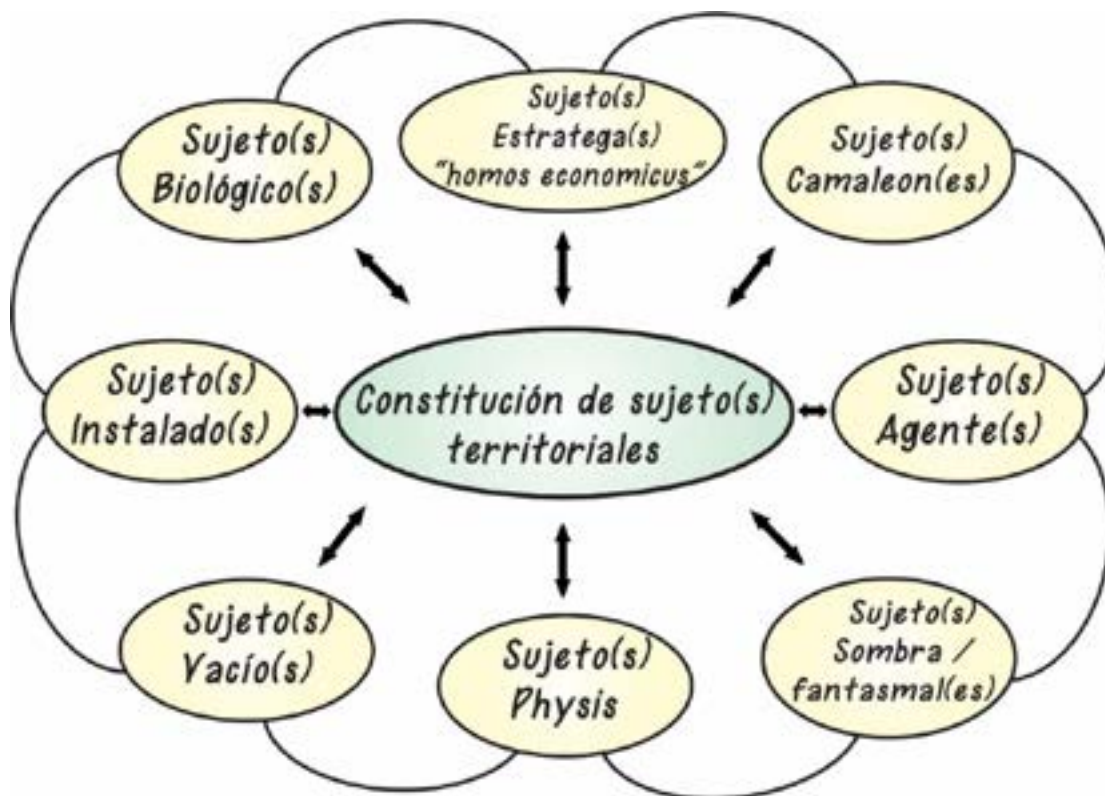 Sujeto(s)
Biológico(s)
Sujeto(s)
Estratega(s)
"homos economicus"
Sujeto(s)
Camaleon(es)
Sujeto(s)
Instalado(s)
Constitución de sujeto(s)
territoriales
Sujeto(s)
Agente(s)
Sujeto(s)
Vacío(s)
Sujeto(s)
Physis
Sujeto(s)
Sombra /
fantasmal(es)